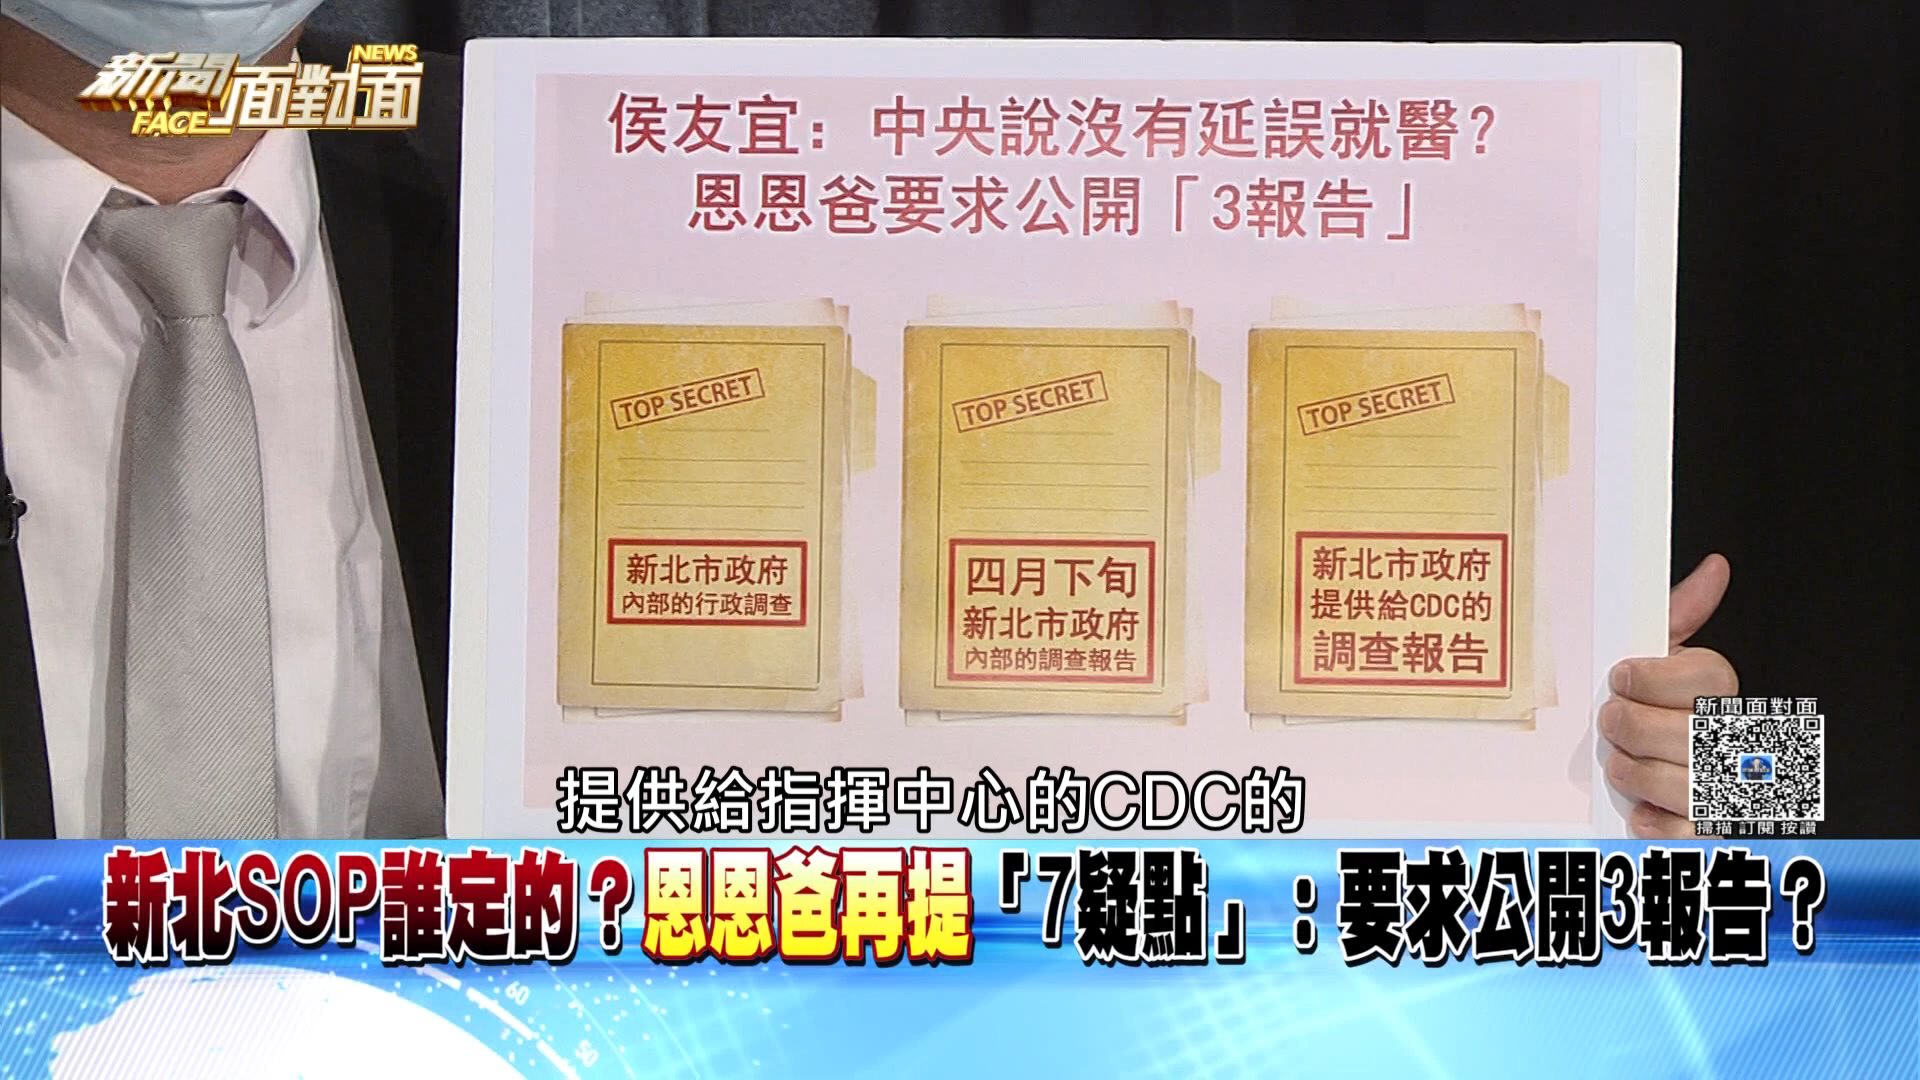 新聞面對面
NEWS
FACE
侯友宜：中央說沒有延誤就醫？
恩恩爸要求公開「3報告」
TOP SECRET
新北市政府
內部的行政調查
TOP SECRET
四月下旬
新北市政府
內部的調查報告
TOP SECRET
新北市政府
提供給CDC的
調查報告
新聞面對面
掃描 訂閱 按讚
提供給指揮中心的CDC的
新北SOP誰定的？恩恩爸再提「7疑點」：要求公開3報告？
60
50